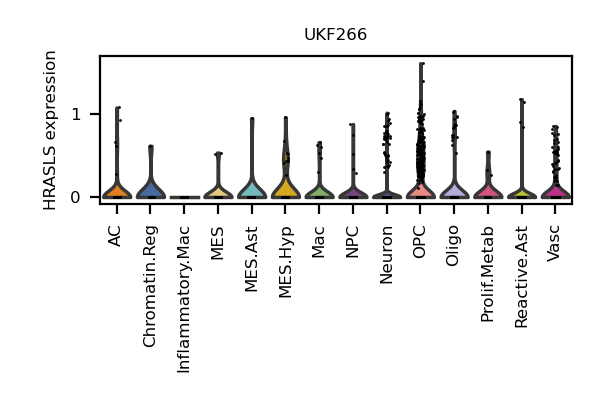 UKF266
HRASLS expression
1
0
AC
Chromatin.Reg
Inflammatory.Mac
MES
MES.Ast
MES.Hyp
Mac
NPC
Neuron
OPC
Oligo
Prolif.Metab
Reactive.Ast
Vasc